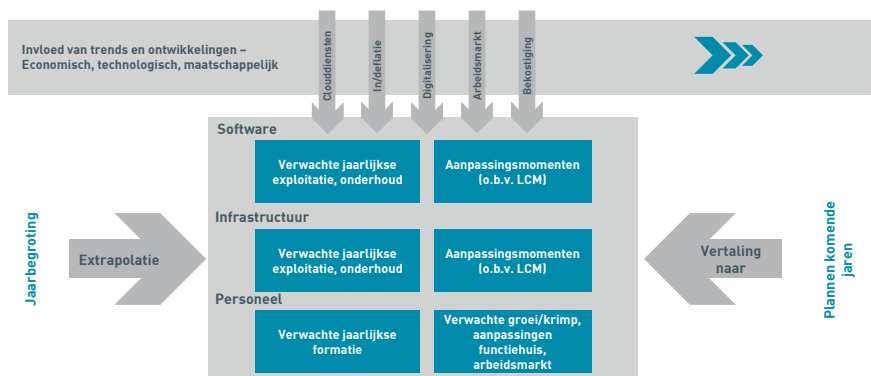 Invloed van trends en ontwikkelingen –
Economisch, technologisch, maatschappelijk
Clouddiensten
In/deflatie
Digitalisering
Arbeidsmarkt
Bekostiging
Software
Verwachte jaarlijkse
exploitatie, onderhoud
Aanpassingsmomenten
(o.b.v. LCM)
Jaarbegroting
Extrapolatie
Infrastructuur
Verwachte jaarlijkse
exploitatie, onderhoud
Aanpassingsmomenten
(o.b.v. LCM)
Vertaling
naar
Plannen komende
jaren
Personeel
Verwachte jaarlijkse
formatie
Verwachte groei/krimp,
aanpassingen
functiehuis,
arbeidsmarkt